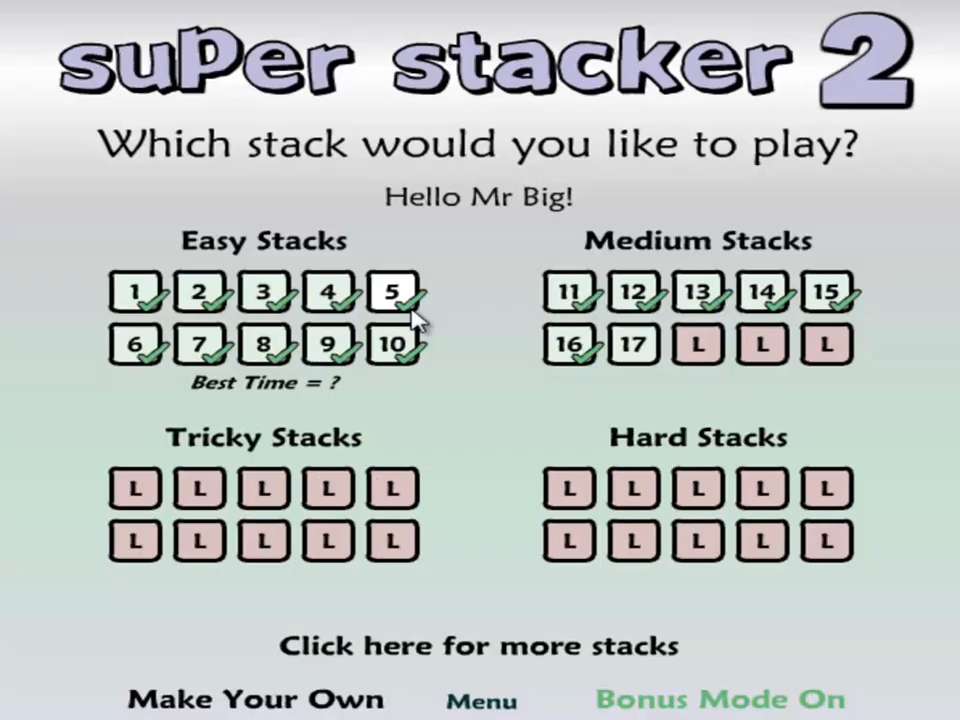 super stacker 2
Which stack would you like to play?
Hello Mr Big!
Easy Stacks
1 2 3 4 5
6 7 8 9 10
Best Time = ?
Medium Stacks
11 12 13 14 15
16 17 L L L
Tricky Stacks
L L L L L
L L L L L
Hard Stacks
L L L L L
L L L L L
Click here for more stacks
Make Your Own Menu Bonus Mode On